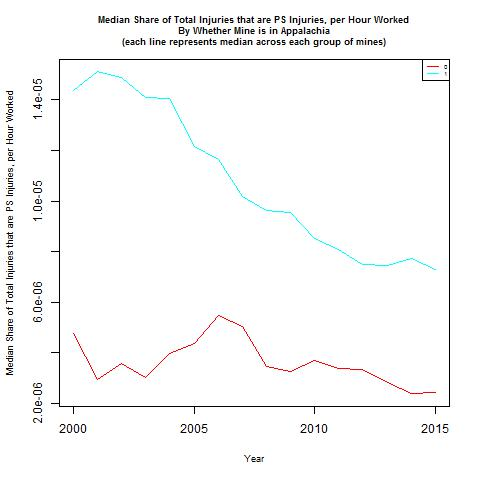 Median Share of Total Injuries that are PS Injuries, per Hour Worked
By Whether Mine is in Appalachia
(each line represents median across each group of mines)
0
1
Median Share of Total Injuries that are PS Injuries, per Hour Worked
1.4e-05
1.0e-05
6.0e-06
2.0e-06
2000
2005
2010
2015
Year